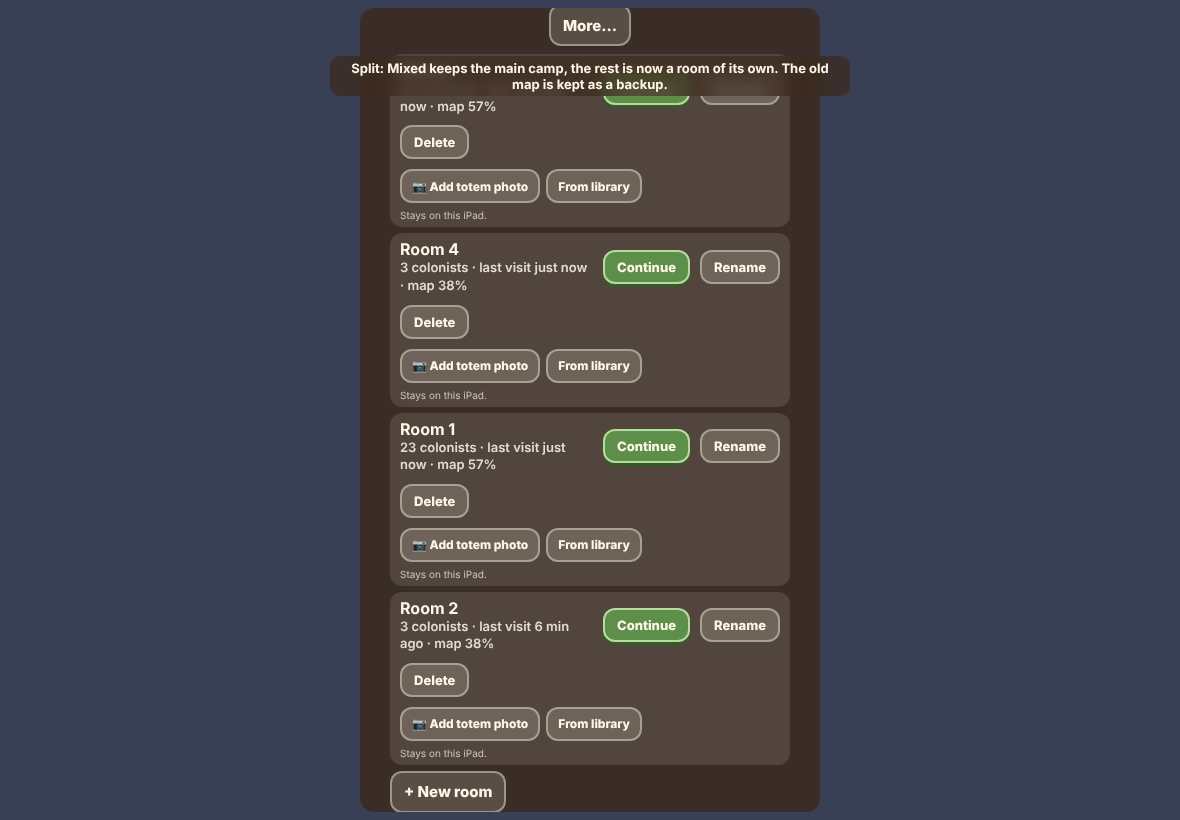 More…
Split: Mixed keeps the main camp, the rest is now a room of its own. The old
map is kept as a backup.
now · map 57%
Delete
📷 Add totem photo
From library
Stays on this iPad.
Room 4
3 colonists · last visit just now
· map 38%
Continue
Rename
Delete
📷 Add totem photo
From library
Stays on this iPad.
Room 1
23 colonists · last visit just
now · map 57%
Continue
Rename
Delete
📷 Add totem photo
From library
Stays on this iPad.
Room 2
3 colonists · last visit 6 min
ago · map 38%
Continue
Rename
Delete
📷 Add totem photo
From library
Stays on this iPad.
+ New room